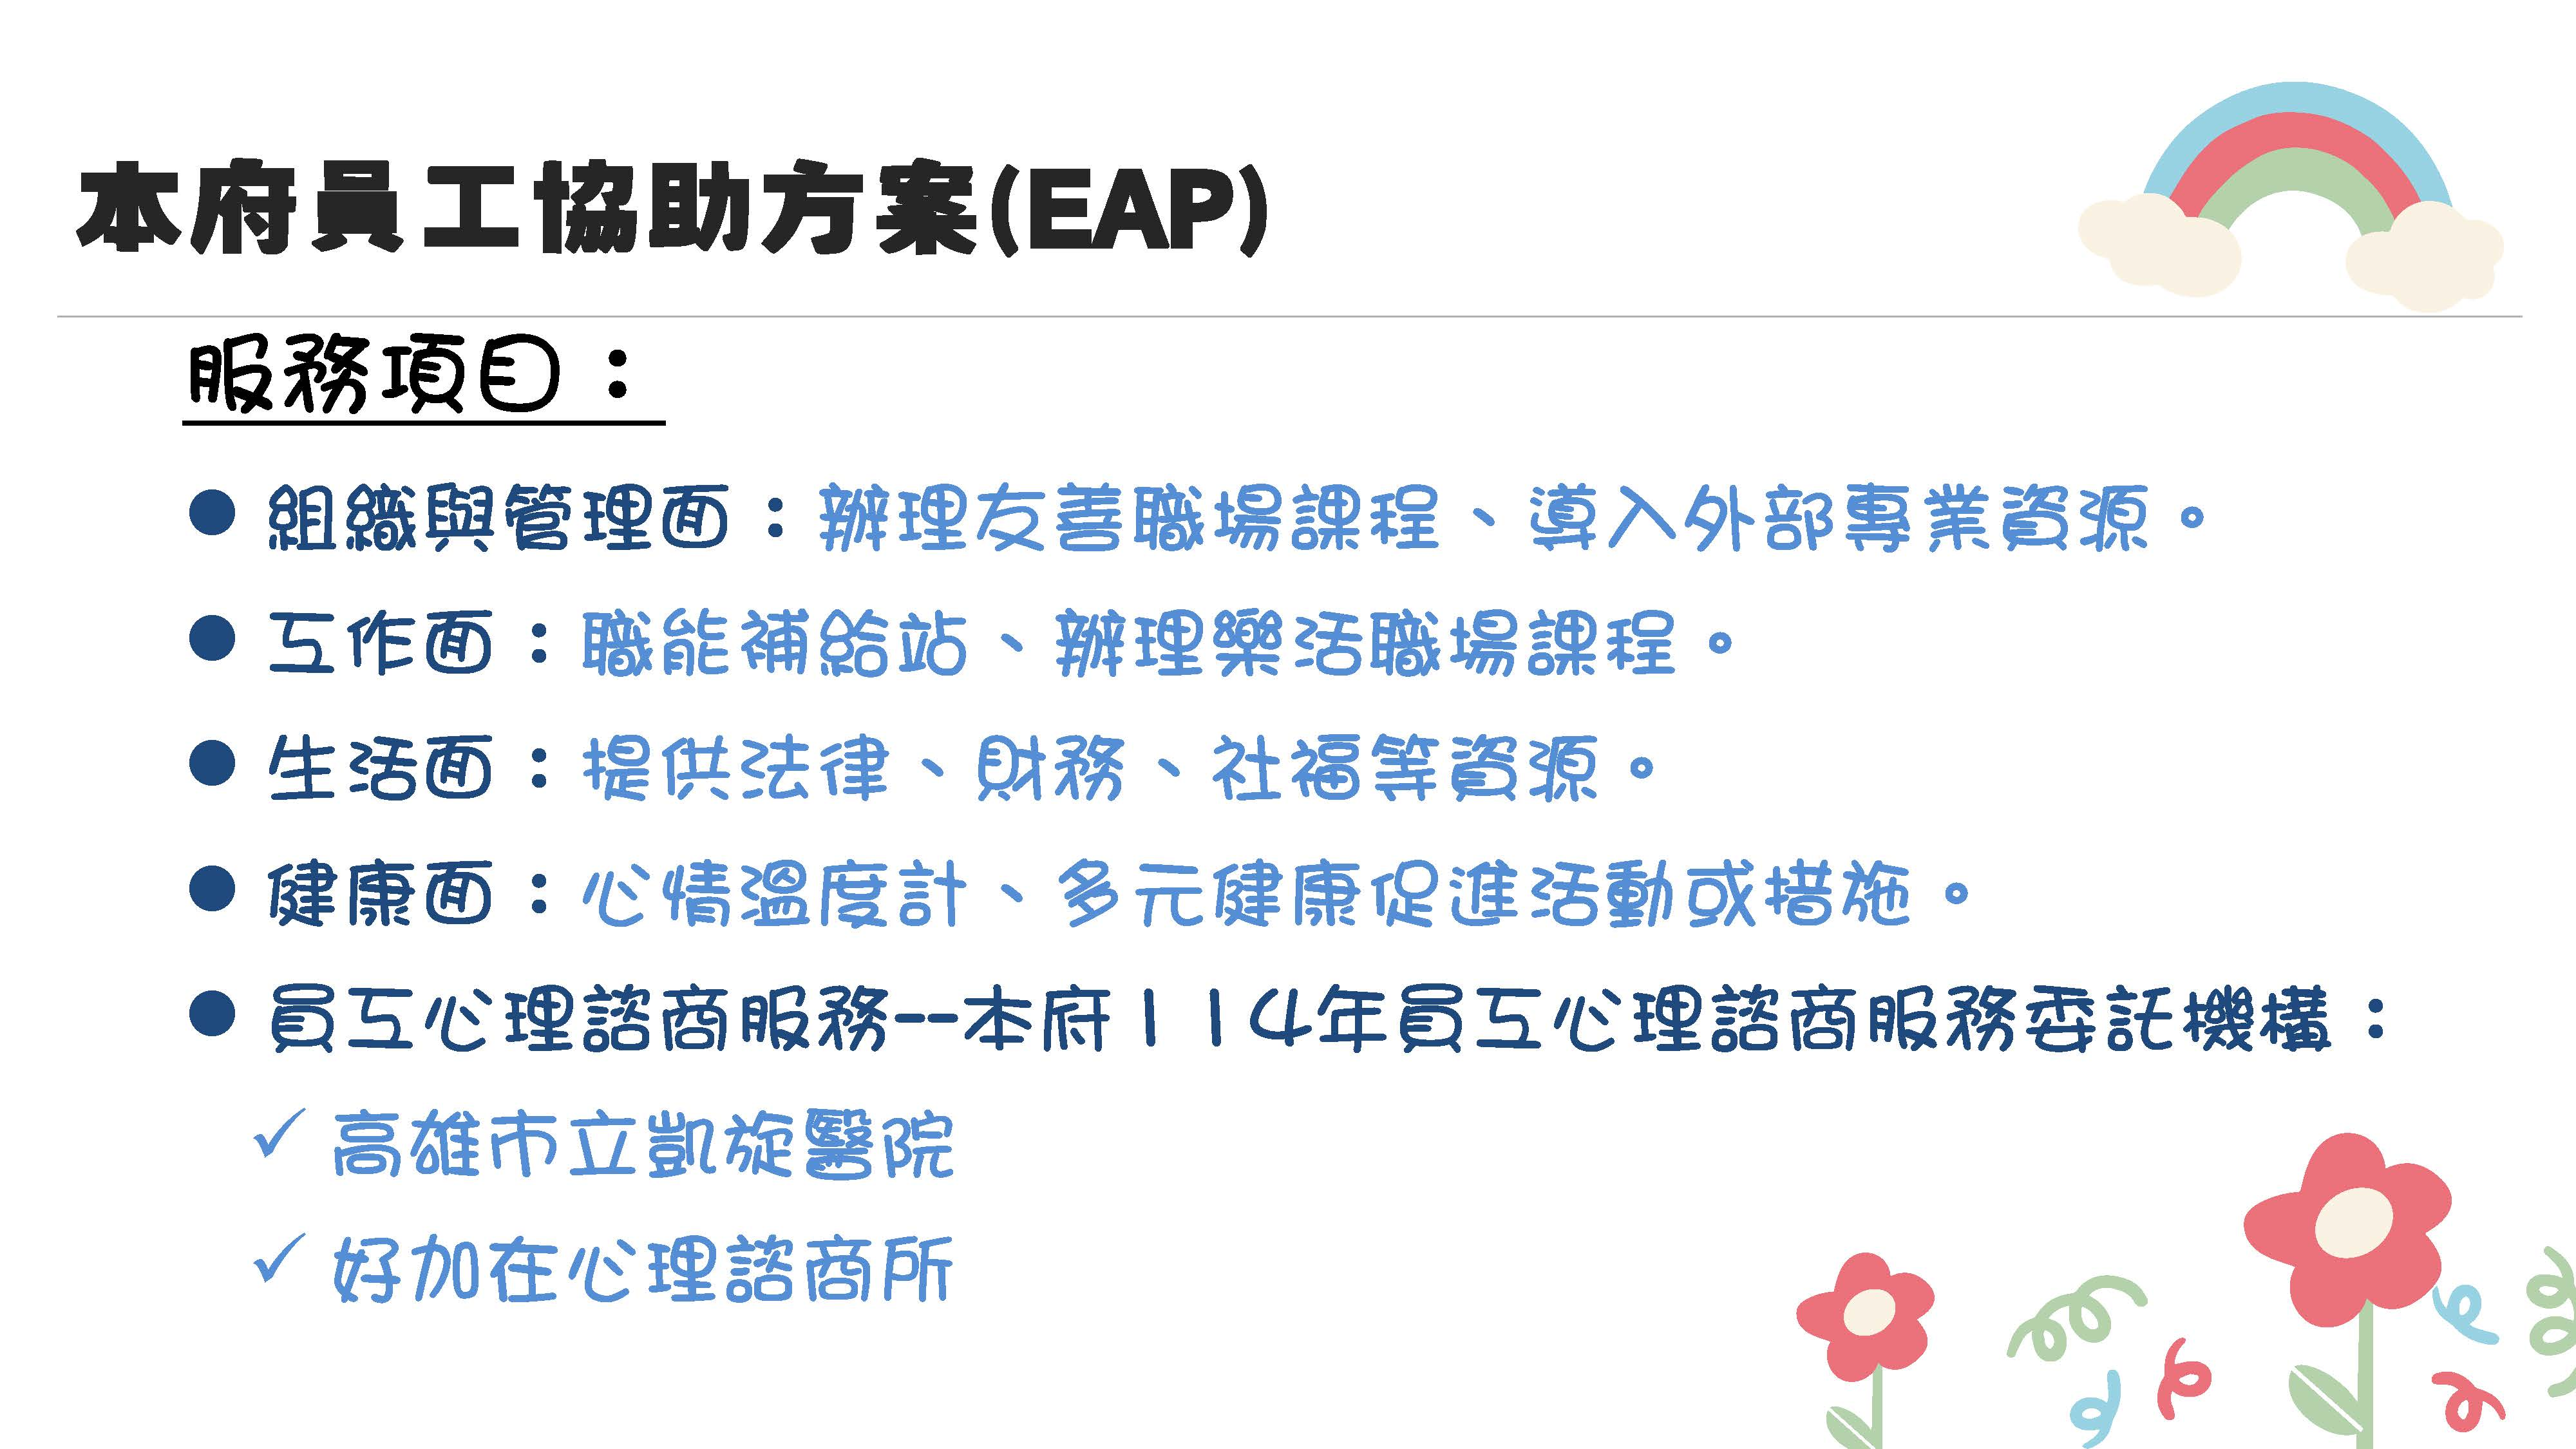 本府員工協助方案(EAP)
服務項目：
● 組織與管理面：辦理友善職場課程、導入外部專業資源。
● 工作面：職能補給站、辦理樂活職場課程。
● 生活面：提供法律、財務、社福等資源。
● 健康面：心情溫度計、多元健康促進活動或措施。
● 員工心理諮商服務--本府114年員工心理諮商服務委託機構：
✓ 高雄市立凱旋醫院
✓ 好加在心理諮商所